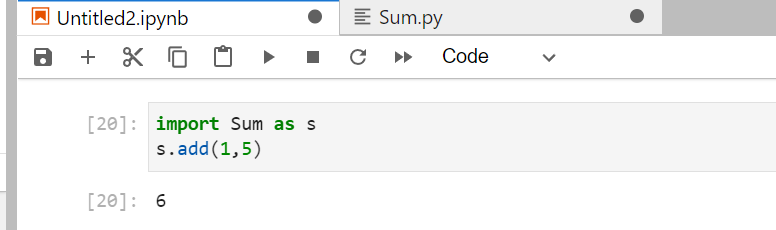 Untitled2.ipynb
Sum.py
Code
[20]: import Sum as s
s.add(1,5)
[20]: 6